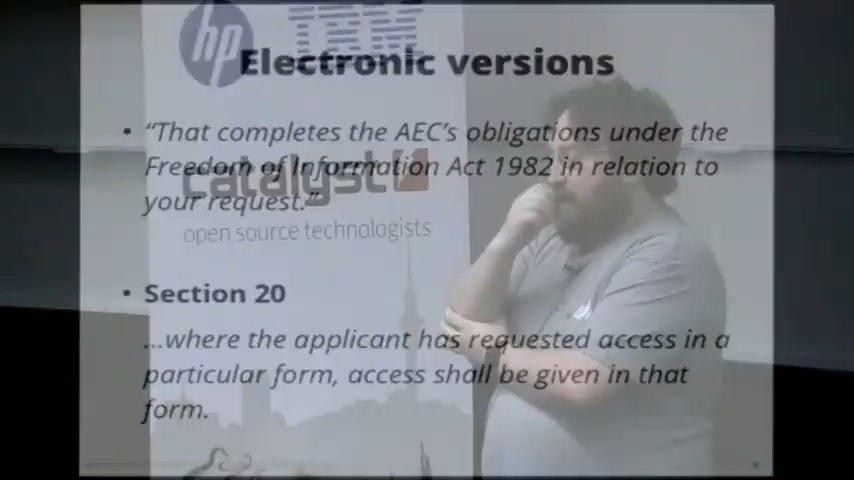 hp
IBM
Electronic versions
• “That completes the AEC’s obligations under the
Freedom of Information Act 1982 in relation to
your request.”
catalyst
open source technologists
• Section 20
...where the applicant has requested access in a
particular form, access shall be given in that
form.